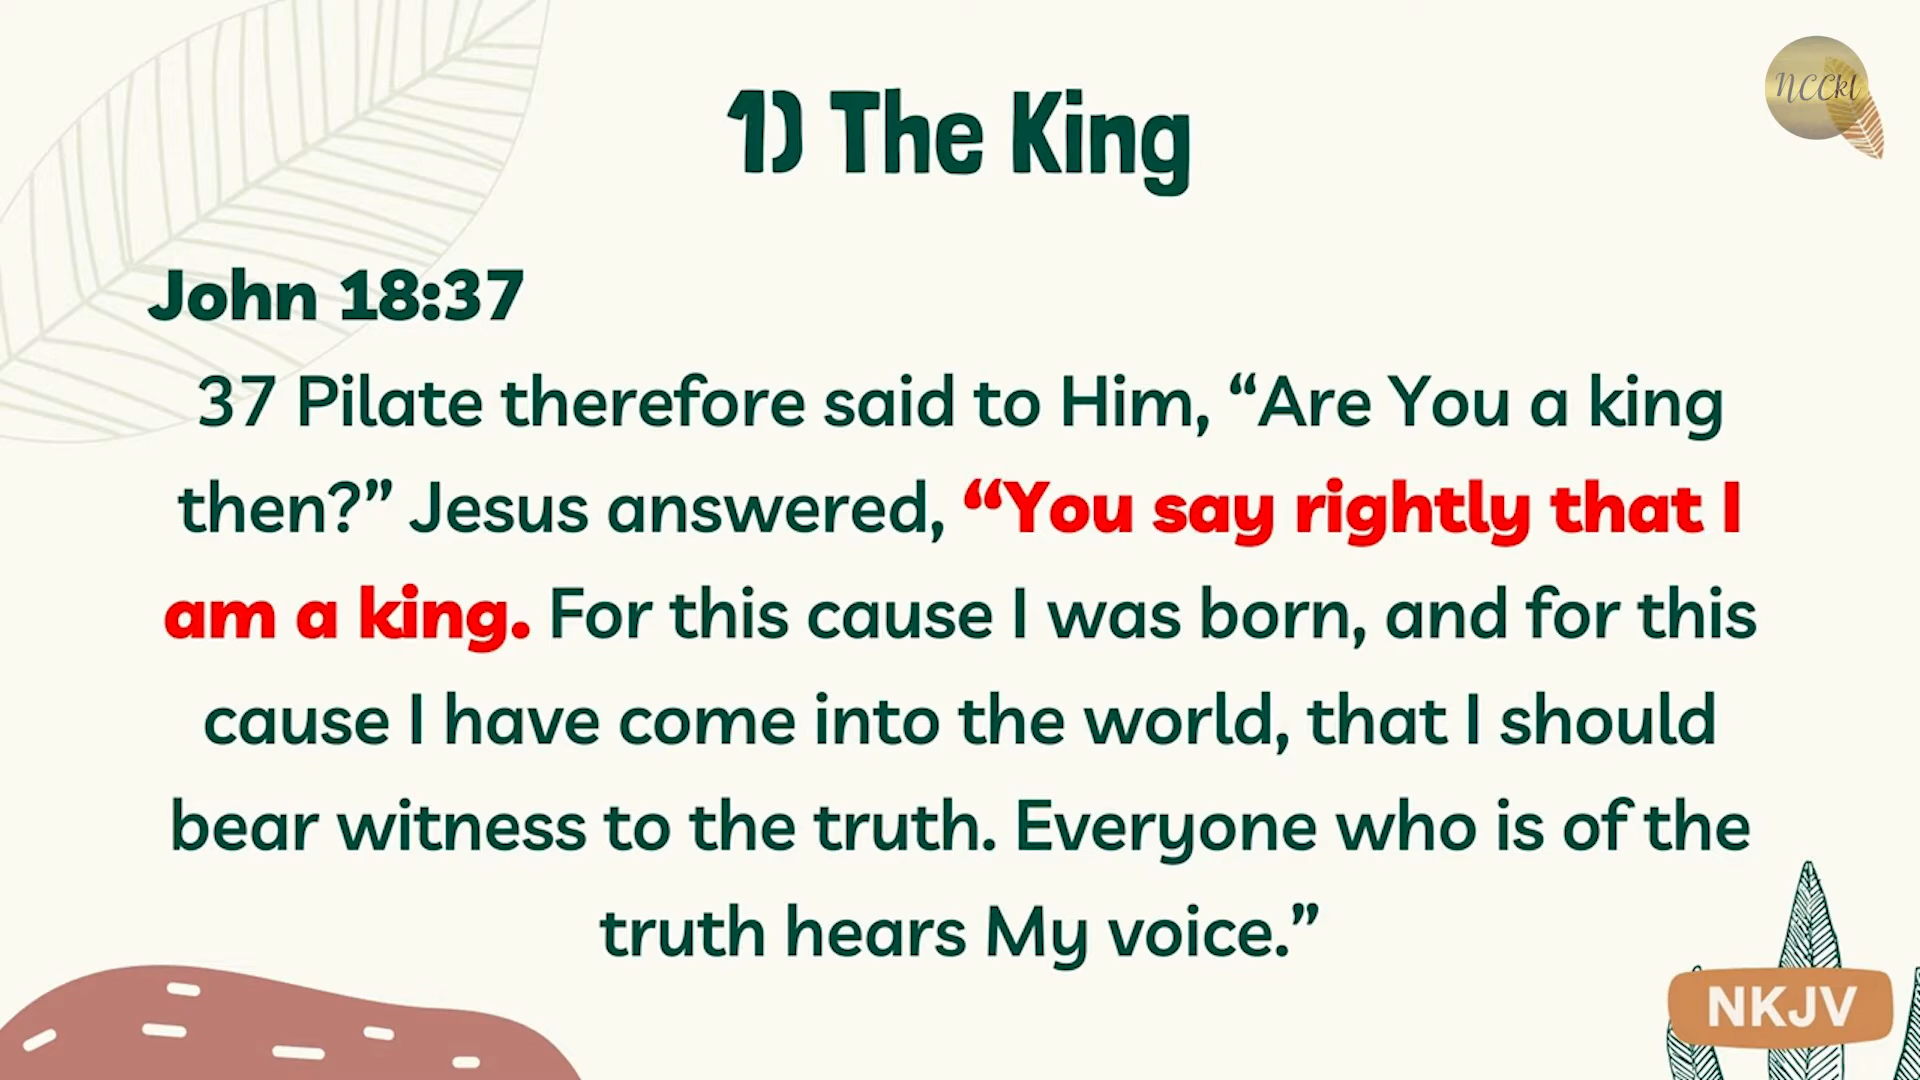 NCCkl
1) The King
John 18:37
37 Pilate therefore said to Him, “Are You a king
then?” Jesus answered, “You say rightly that I
am a king. For this cause I was born, and for this
cause I have come into the world, that I should
bear witness to the truth. Everyone who is of the
truth hears My voice.”
NKJV